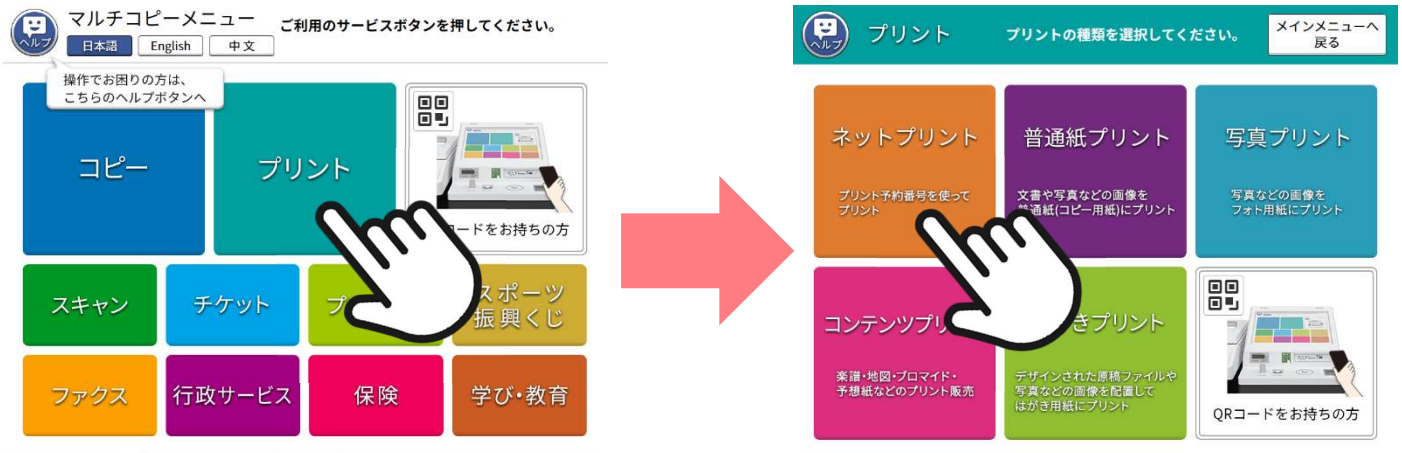 マルチコピーメニュー
ご利用のサービスボタンを押してください。
ヘルプ
日本語 English 中文
操作でお困りの方は、
こちらのヘルプボタンへ
コピー
プリント
ードをお持ちの方
スキャン
チケット
プ
スポーツ
振興くじ
ファクス
行政サービス
保険
学び・教育
ヘルプ
プリント
プリントの種類を選択してください。
メインメニューへ
戻る
ネットプリント
プリント予約番号を使って
プリント
普通紙プリント
文書や写真などの画像を
普通紙(コピー用紙)にプリント
写真プリント
写真などの画像を
フォト用紙にプリント
コンテンツプリ
楽譜・地図・ブロマイド・
予想紙などのプリント販売
きプリント
デザインされた原稿ファイルや
写真などの画像を配置して
はがき用紙にプリント
QRコードをお持ちの方